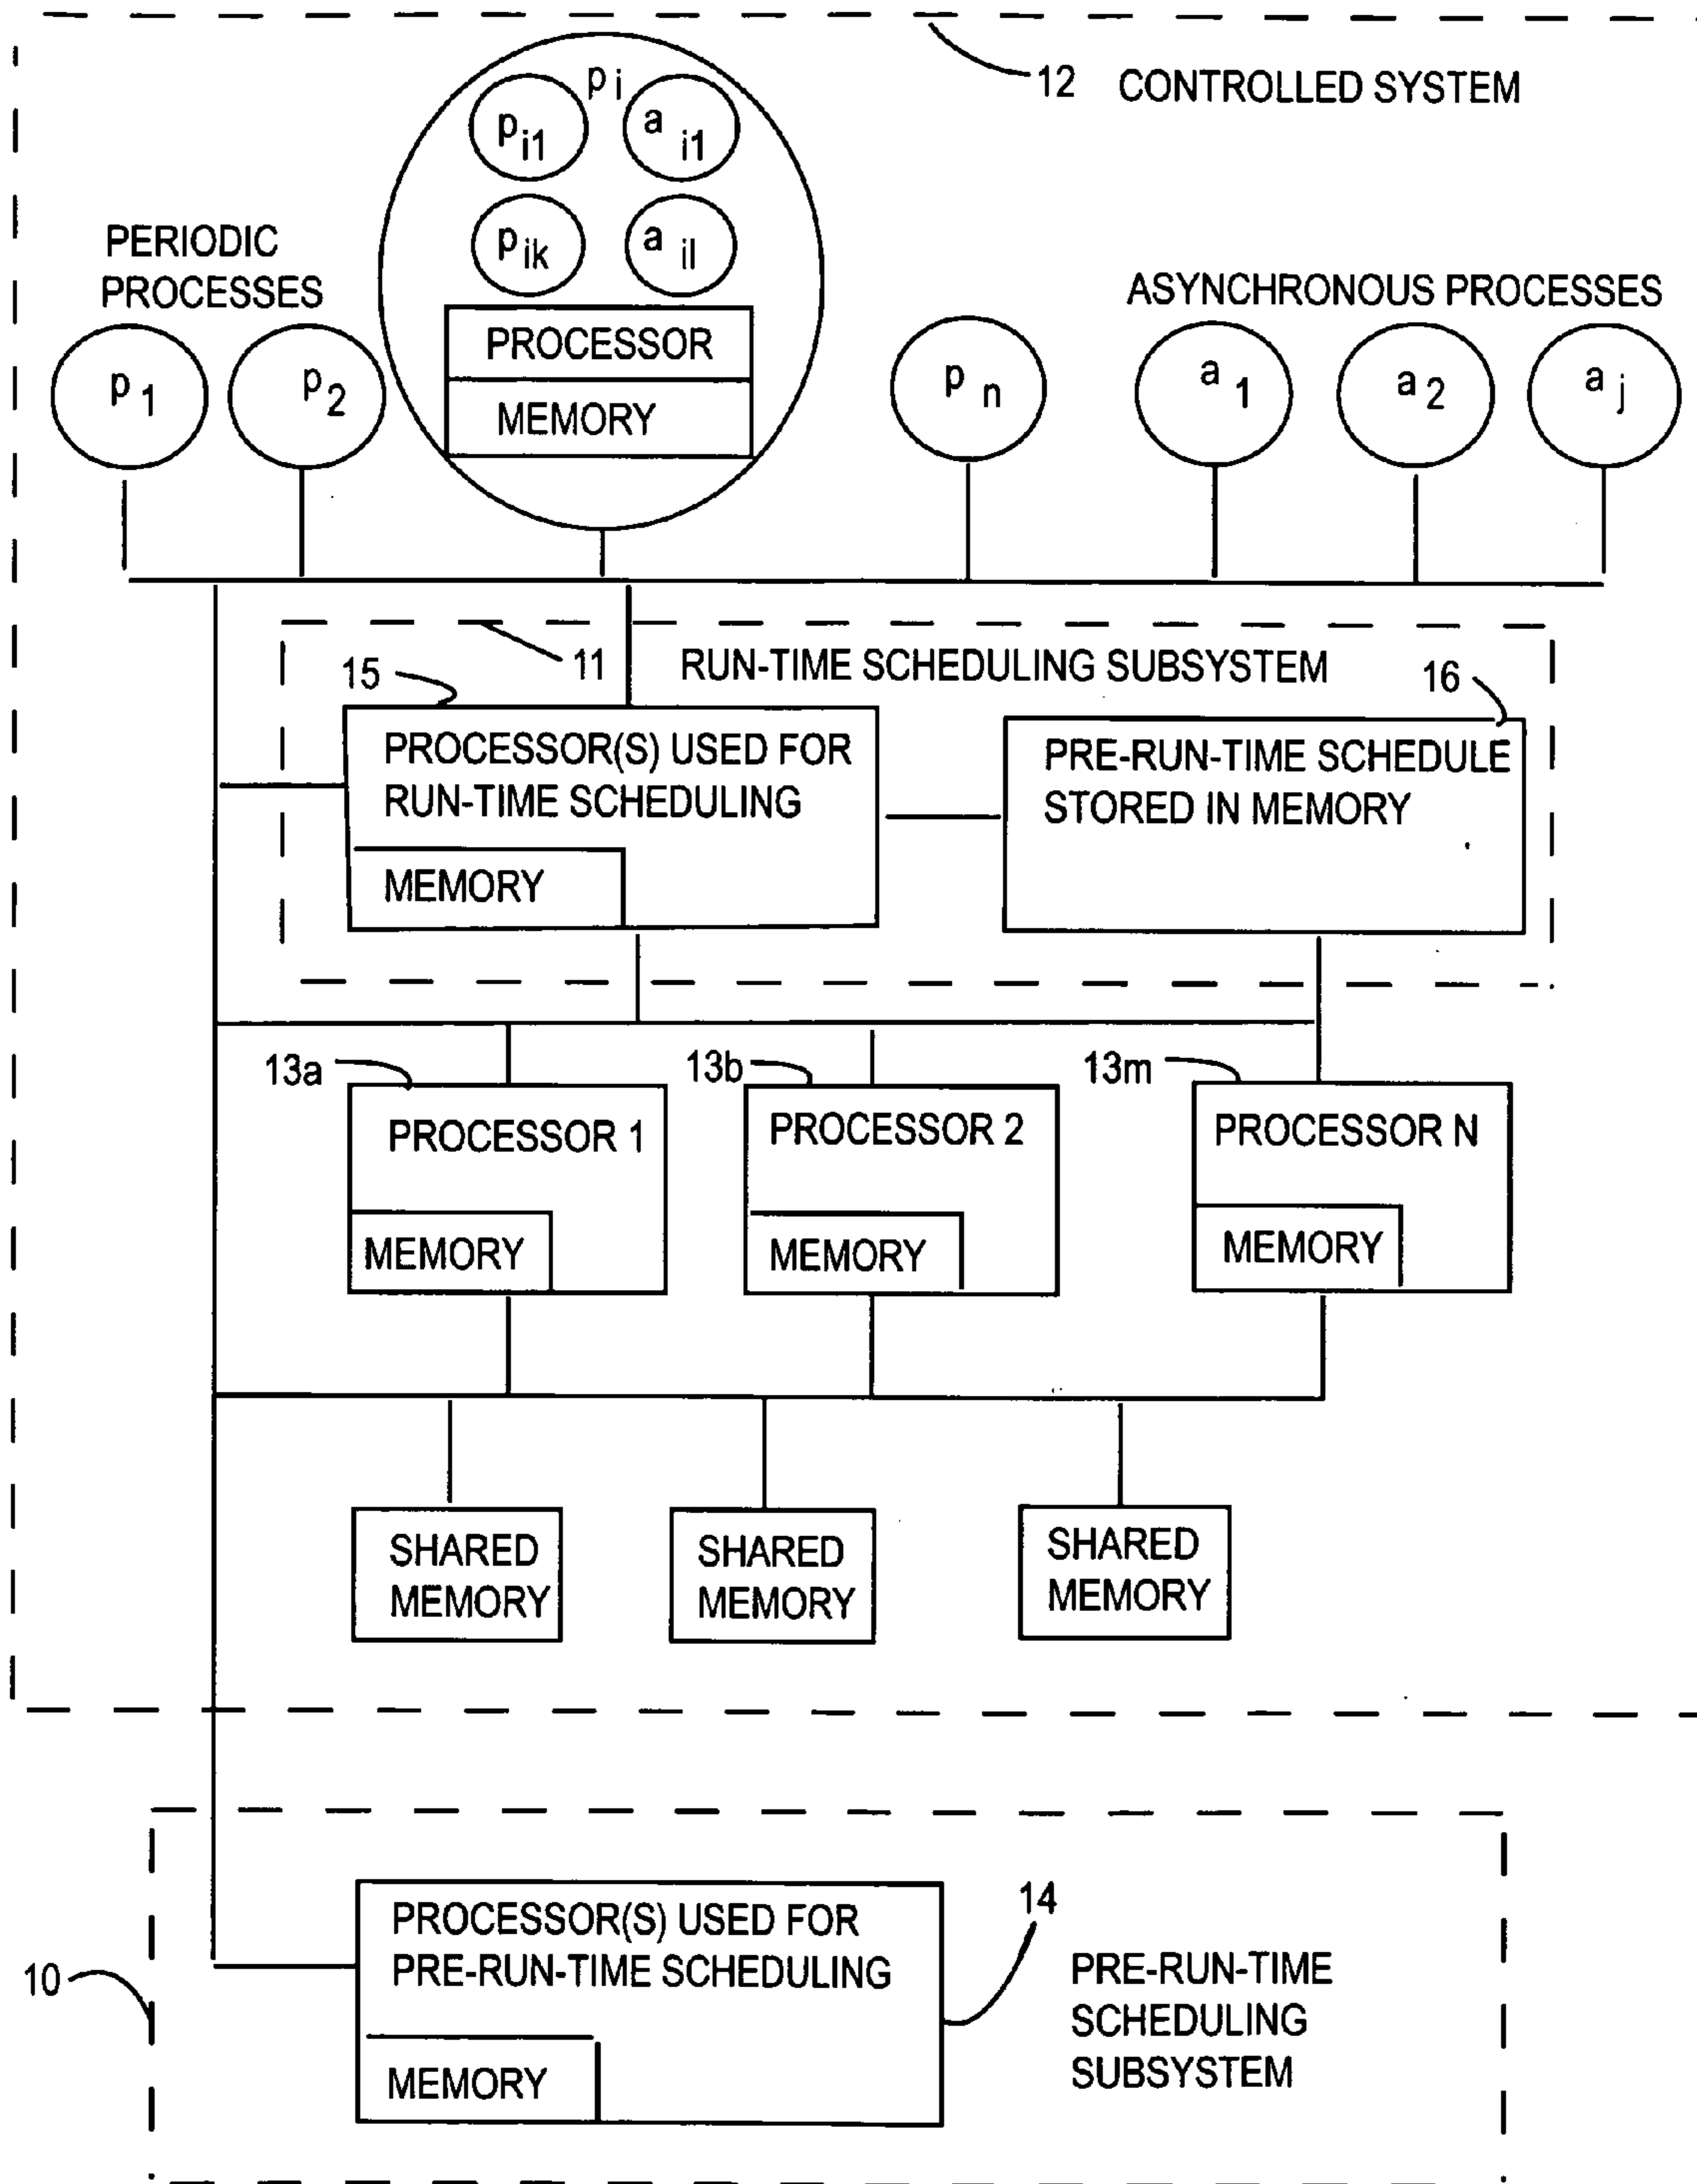 12 CONTROLLED SYSTEM
p i
p i1
a i1
p ik
a il
PERIODIC
PROCESSES
ASYNCHRONOUS PROCESSES
PROCESSOR
MEMORY
p 1
p 2
p n
a 1
a 2
a j
11
RUN-TIME SCHEDULING SUBSYSTEM
15
16
PROCESSOR(S) USED FOR
RUN-TIME SCHEDULING
MEMORY
PRE-RUN-TIME SCHEDULE
STORED IN MEMORY
13a
13b
13m
PROCESSOR 1
MEMORY
PROCESSOR 2
MEMORY
PROCESSOR N
MEMORY
SHARED
MEMORY
SHARED
MEMORY
SHARED
MEMORY
10
14
PROCESSOR(S) USED FOR
PRE-RUN-TIME SCHEDULING
MEMORY
PRE-RUN-TIME
SCHEDULING
SUBSYSTEM